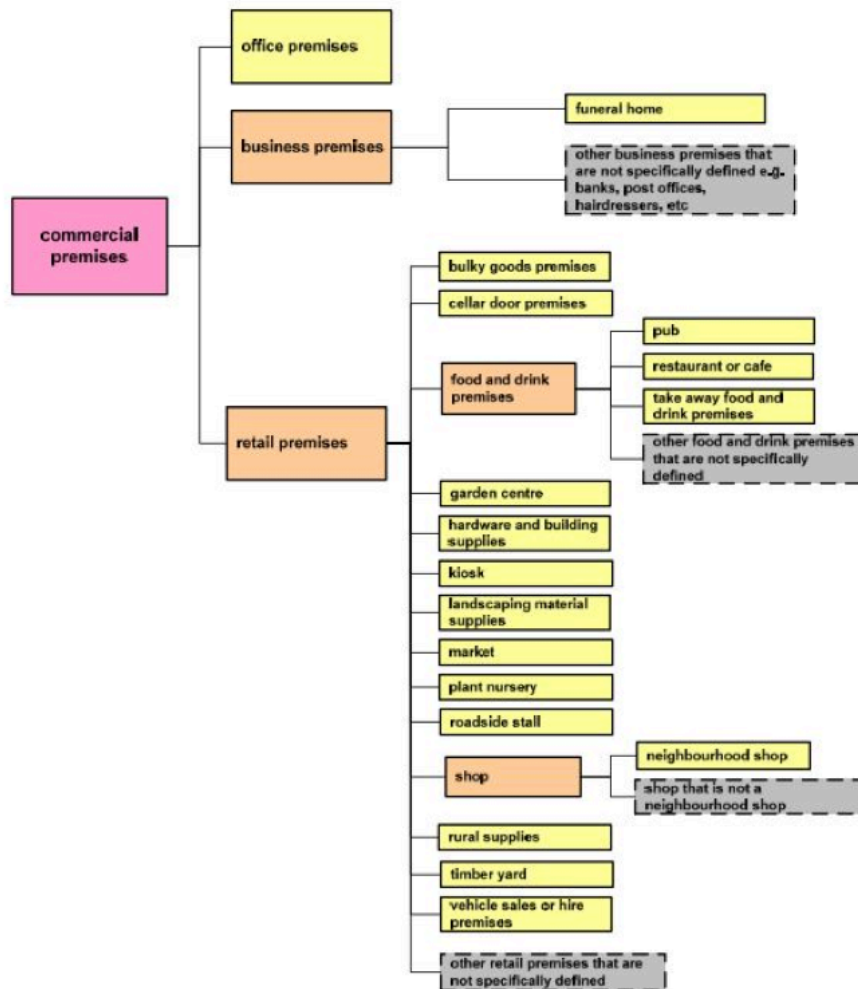 office premises
business premises
funeral home
other business premises that
are not specifically defined e.g.
banks, post offices,
hairdressers, etc
commercial
premises
bulky goods premises
cellar door premises
food and drink
premises
pub
restaurant or cafe
take away food and
drink premises
other food and drink premises
that are not specifically
defined
retail premises
garden centre
hardware and building
supplies
kiosk
landscaping material
supplies
market
plant nursery
roadside stall
shop
neighbourhood shop
shop that is not a
neighbourhood shop
rural supplies
timber yard
vehicle sales or hire
premises
other retail premises that are
not specifically defined